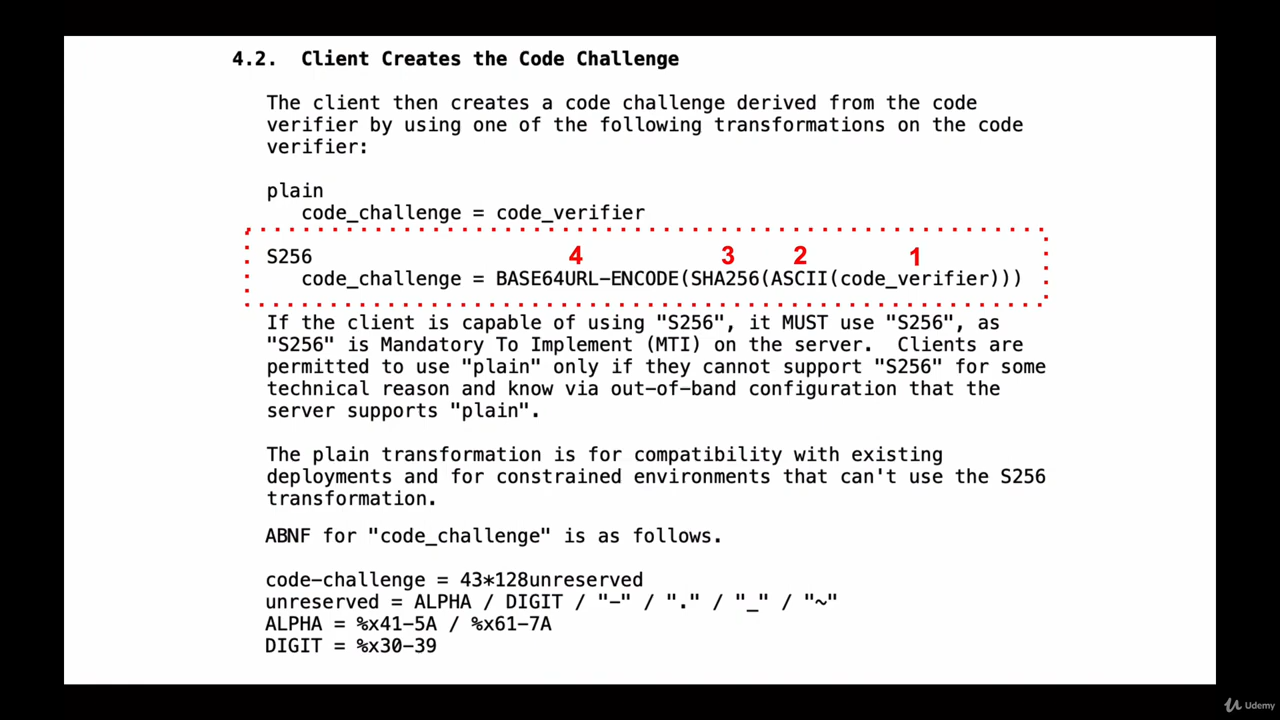 4.2.  Client Creates the Code Challenge
The client then creates a code challenge derived from the code
verifier by using one of the following transformations on the code
verifier:
plain
code_challenge = code_verifier
S256
4 3 2 1
code_challenge = BASE64URL-ENCODE(SHA256(ASCII(code_verifier)))
If the client is capable of using "S256", it MUST use "S256", as
"S256" is Mandatory To Implement (MTI) on the server.  Clients are
permitted to use "plain" only if they cannot support "S256" for some
technical reason and know via out-of-band configuration that the
server supports "plain".
The plain transformation is for compatibility with existing
deployments and for constrained environments that can't use the S256
transformation.
ABNF for "code_challenge" is as follows.
code-challenge = 43*128unreserved
unreserved = ALPHA / DIGIT / "-" / "." / "_" / "~"
ALPHA = %x41-5A / %x61-7A
DIGIT = %x30-39
Udemy